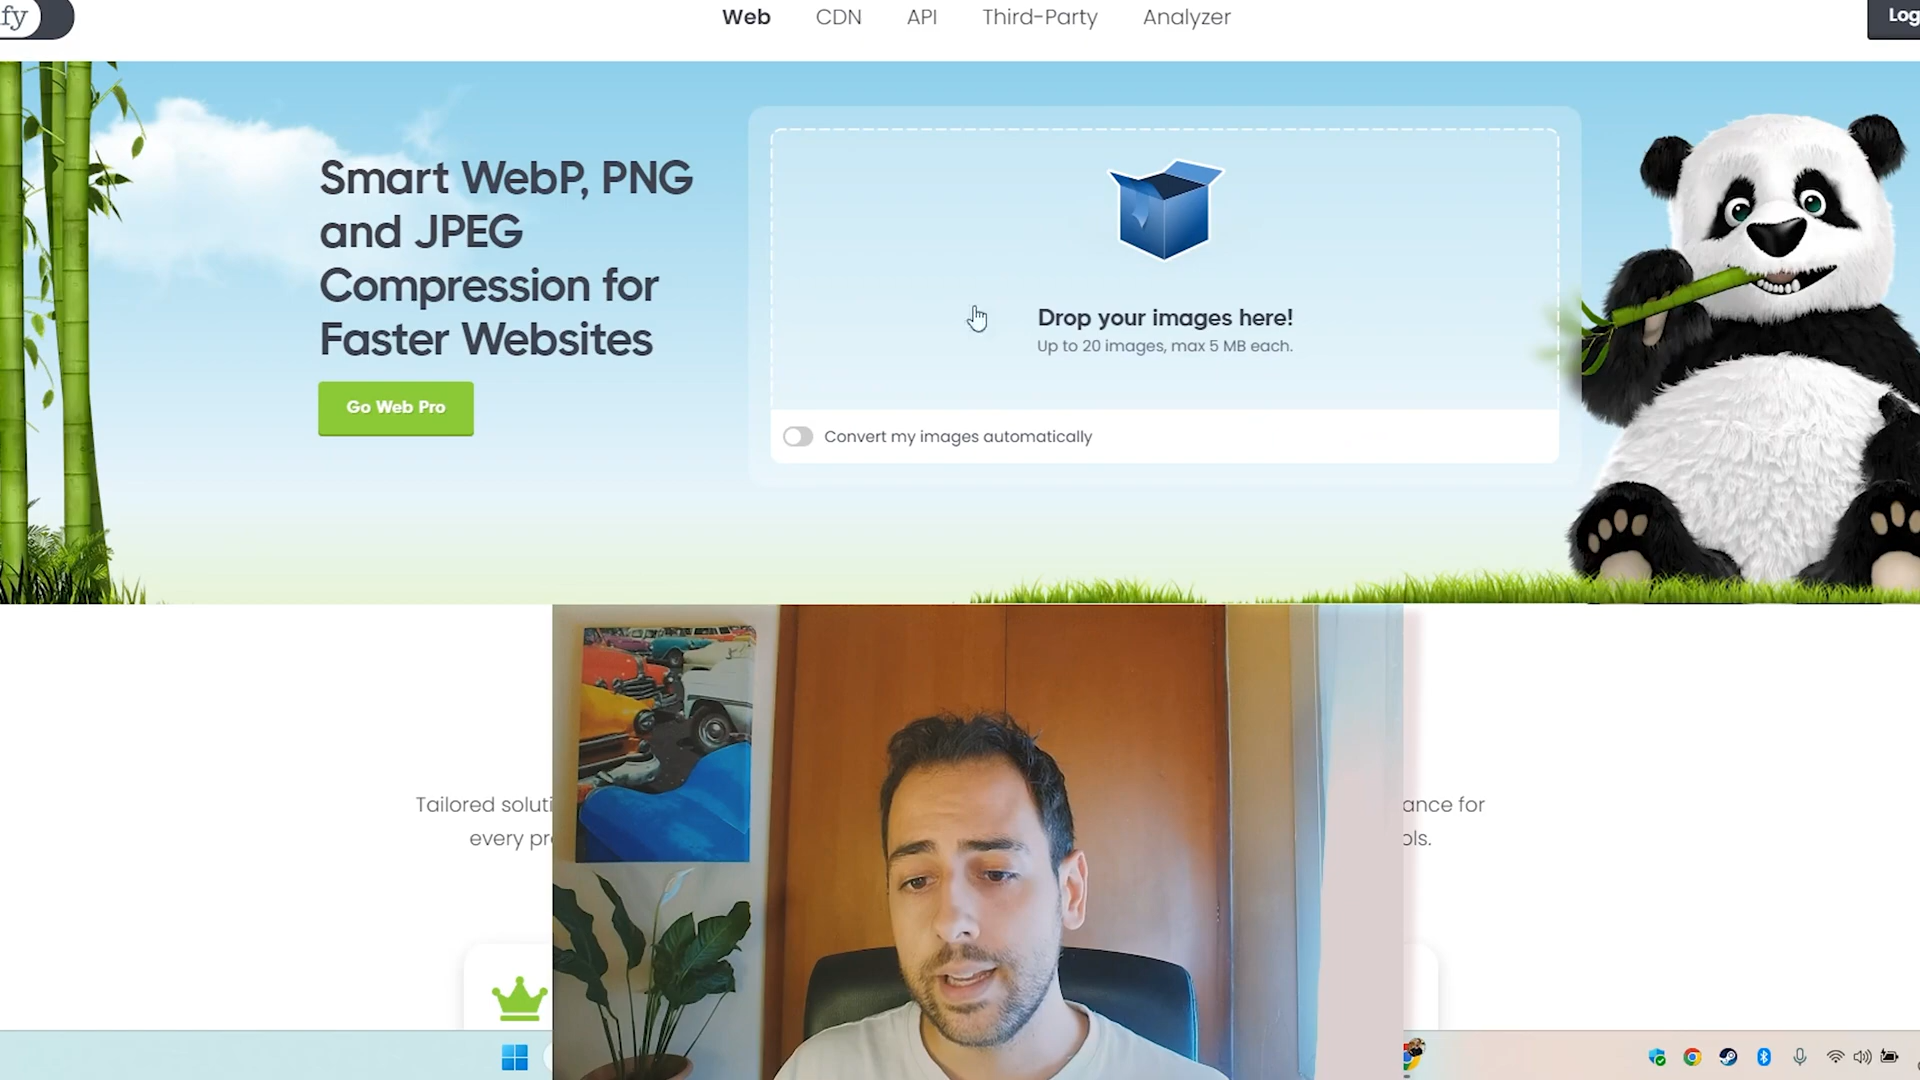 fy
Web CDN API Third-Party Analyzer
Log
Smart WebP, PNG
and JPEG
Compression for
Faster Websites
Go Web Pro
Drop your images here!
Up to 20 images, max 5 MB each.
Convert my images automatically
Tailored soluti ance for
every pr ols.